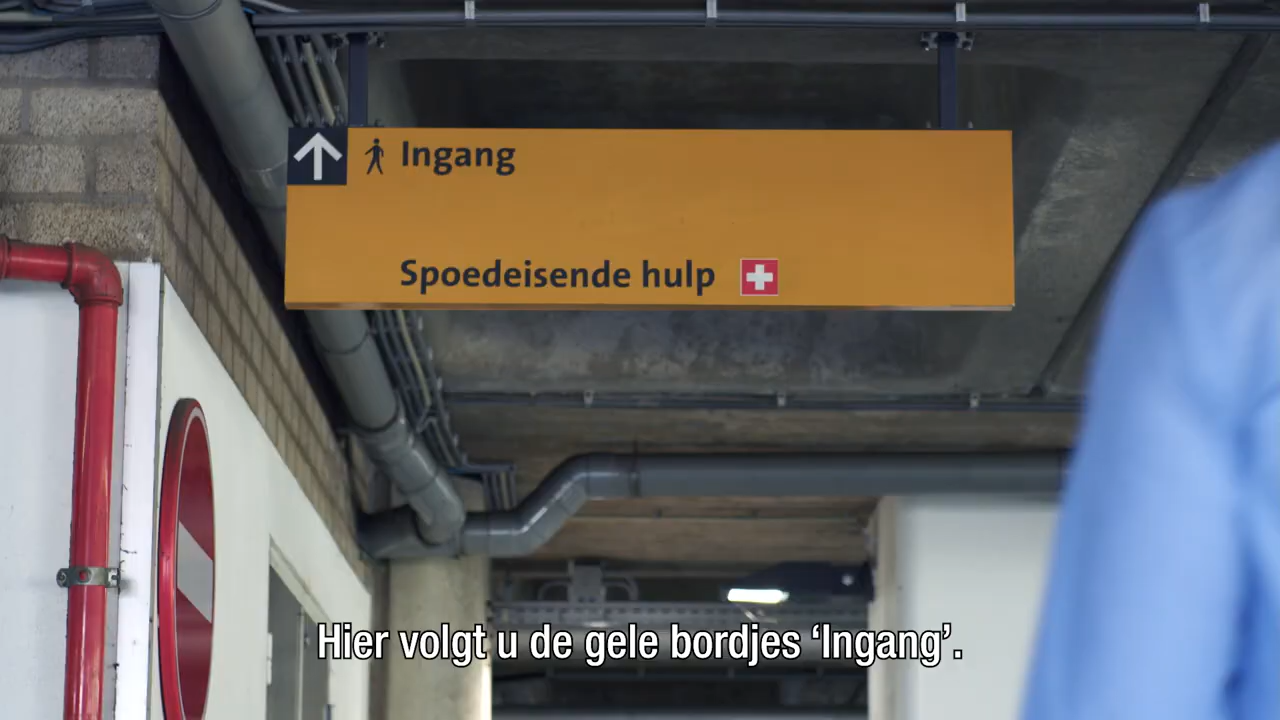 Ingang
Spoedeisende hulp
Hier volgt u de gele bordjes ‘Ingang’.